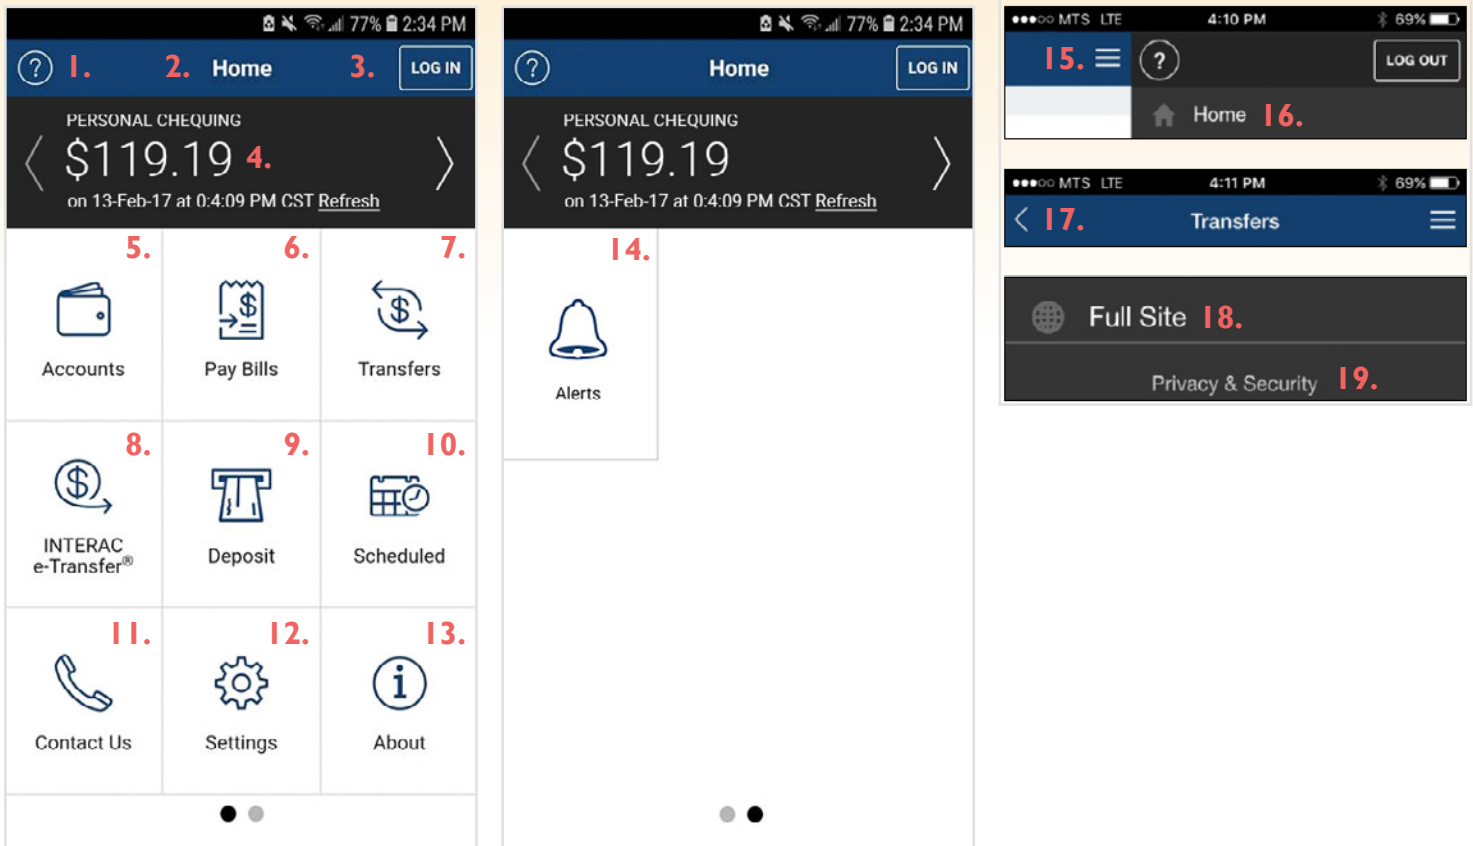 77% 2:34 PM
? 1. 2. Home 3. LOG IN
PERSONAL CHEQUING
$119.19 4.
on 13-Feb-17 at 0:4:09 PM CST Refresh
5. 6. 7.
Accounts Pay Bills Transfers
8. 9. 10.
INTERAC
e-Transfer® Deposit Scheduled
11. 12. 13.
Contact Us Settings About
77% 2:34 PM
? Home LOG IN
PERSONAL CHEQUING
$119.19
on 13-Feb-17 at 0:4:09 PM CST Refresh
14.
Alerts
MTS LTE 4:10 PM 69%
15. ? LOG OUT
Home 16.
MTS LTE 4:11 PM 69%
17. Transfers
Full Site 18.
Privacy & Security 19.